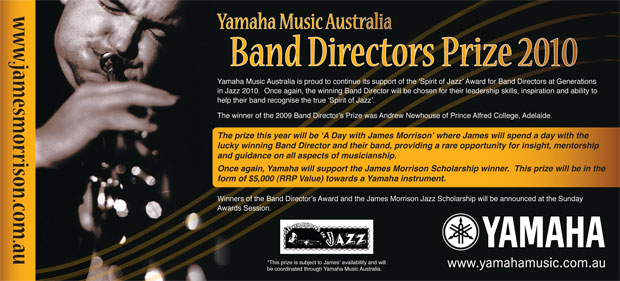 www.jamesmorrison.com.au
Yamaha Music Australia
Band Directors Prize 2010
Yamaha Music Australia is proud to continue its support of the 'Spirit of Jazz' Award for Band Directors at Generations
in Jazz 2010. Once again, the winning Band Director will be chosen for their leadership skills, inspiration and ability to
help their band recognise the true 'Spirit of Jazz'.
The winner of the 2009 Band Director's Prize was Andrew Newhouse of Prince Alfred College, Adelaide.
The prize this year will be 'A Day with James Morrison' where James will spend a day with the
lucky winning Band Director and their band, providing a rare opportunity for insight, mentorship
and guidance on all aspects of musicianship.
Once again, Yamaha will support the James Morrison Scholarship winner. This prize will be in the
form of $5,000 (RRP Value) towards a Yamaha instrument.
Winners of the Band Director's Award and the James Morrison Jazz Scholarship will be announced at the Sunday
Awards Session.
JAZZ
YAMAHA
www.yamahamusic.com.au
*This prize is subject to James' availability and will
be coordinated through Yamaha Music Australia.